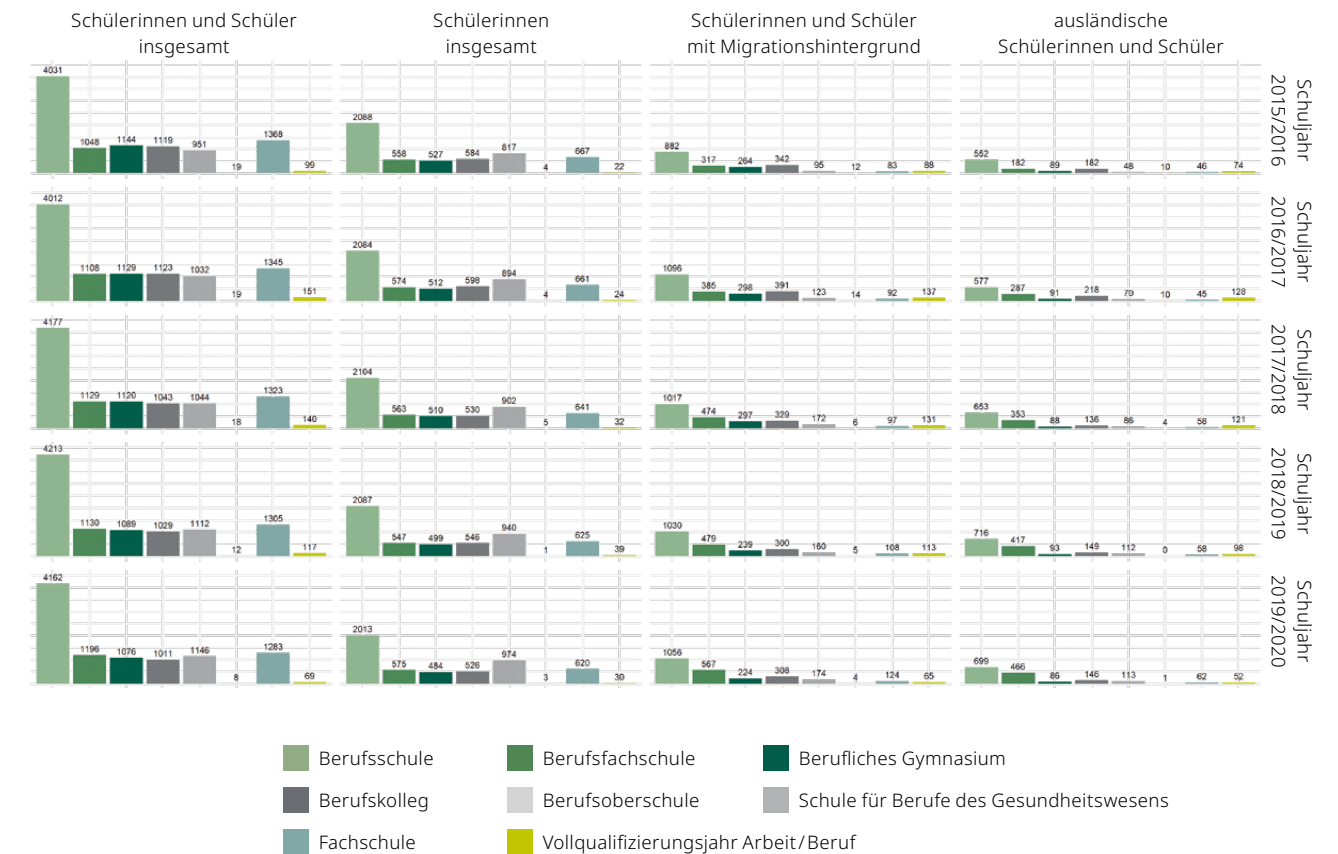 Schülerinnen und Schüler
insgesamt
Schülerinnen
insgesamt
Schülerinnen und Schüler
mit Migrationshintergrund
ausländische
Schülerinnen und Schüler
4031 1048 1144 1119 951 19 1368 99
2088 558 527 584 817 4 667 22
882 317 264 342 95 12 83 88
552 182 89 182 48 10 46 74
Schuljahr
2015/2016
4012 1108 1129 1123 1032 19 1345 151
2084 574 512 598 894 4 661 24
1096 385 298 391 123 14 92 137
577 287 91 218 70 10 45 128
Schuljahr
2016/2017
4177 1129 1120 1043 1044 18 1323 140
2104 563 510 530 902 5 641 32
1017 474 297 329 172 6 97 131
653 353 88 136 86 4 58 121
Schuljahr
2017/2018
4213 1130 1089 1029 1112 12 1305 117
2087 547 499 546 940 1 625 39
1030 479 239 300 160 5 108 113
716 417 93 149 112 0 58 98
Schuljahr
2018/2019
4162 1196 1076 1011 1146 8 1283 69
2013 575 484 526 974 3 620 30
1056 567 224 308 174 4 124 65
699 466 86 146 113 1 62 52
Schuljahr
2019/2020
Berufsschule
Berufsfachschule
Berufliches Gymnasium
Berufskolleg
Berufsoberschule
Schule für Berufe des Gesundheitswesens
Fachschule
Vollqualifizierungsjahr Arbeit/Beruf